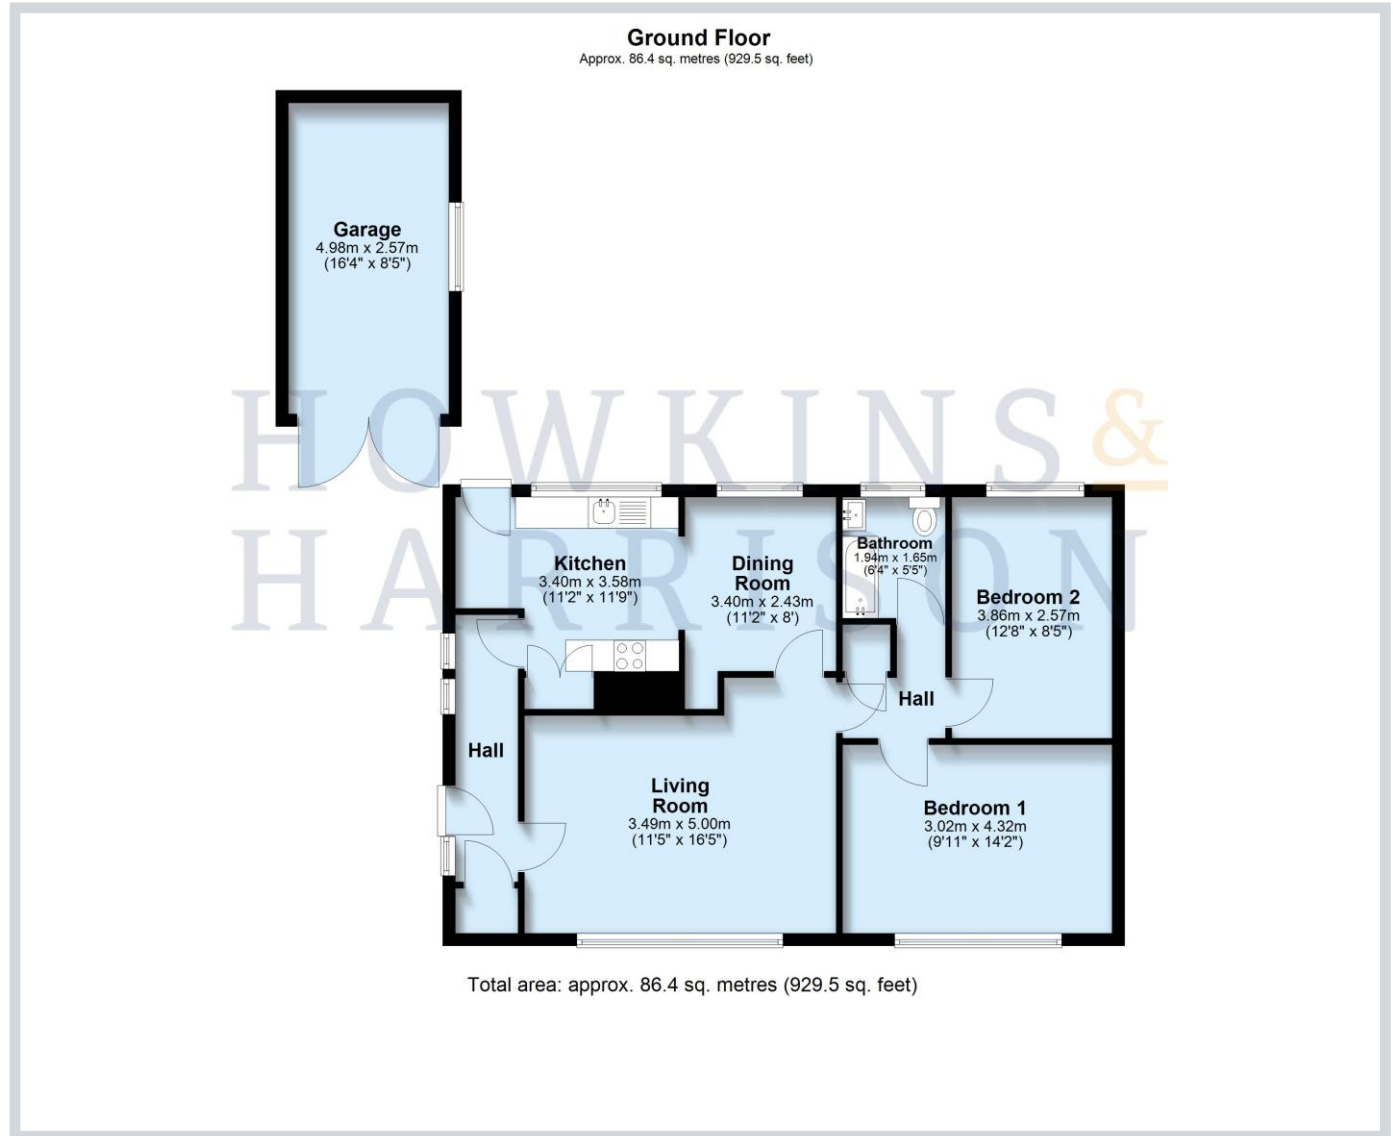 Ground Floor
Approx. 86.4 sq. metres (929.5 sq. feet)
Garage
4.98m x 2.57m
(16'4" x 8'5")
HOWKINS &
HARRISON
Kitchen
3.40m x 3.58m
(11'2" x 11'9")
Dining
Room
3.40m x 2.43m
(11'2" x 8')
Bathroom
1.94m x 1.65m
(6'4" x 5'5")
Bedroom 2
3.86m x 2.57m
(12'8" x 8'5")
Hall
Hall
Living
Room
3.49m x 5.00m
(11'5" x 16'5")
Bedroom 1
3.02m x 4.32m
(9'11" x 14'2")
Total area: approx. 86.4 sq. metres (929.5 sq. feet)